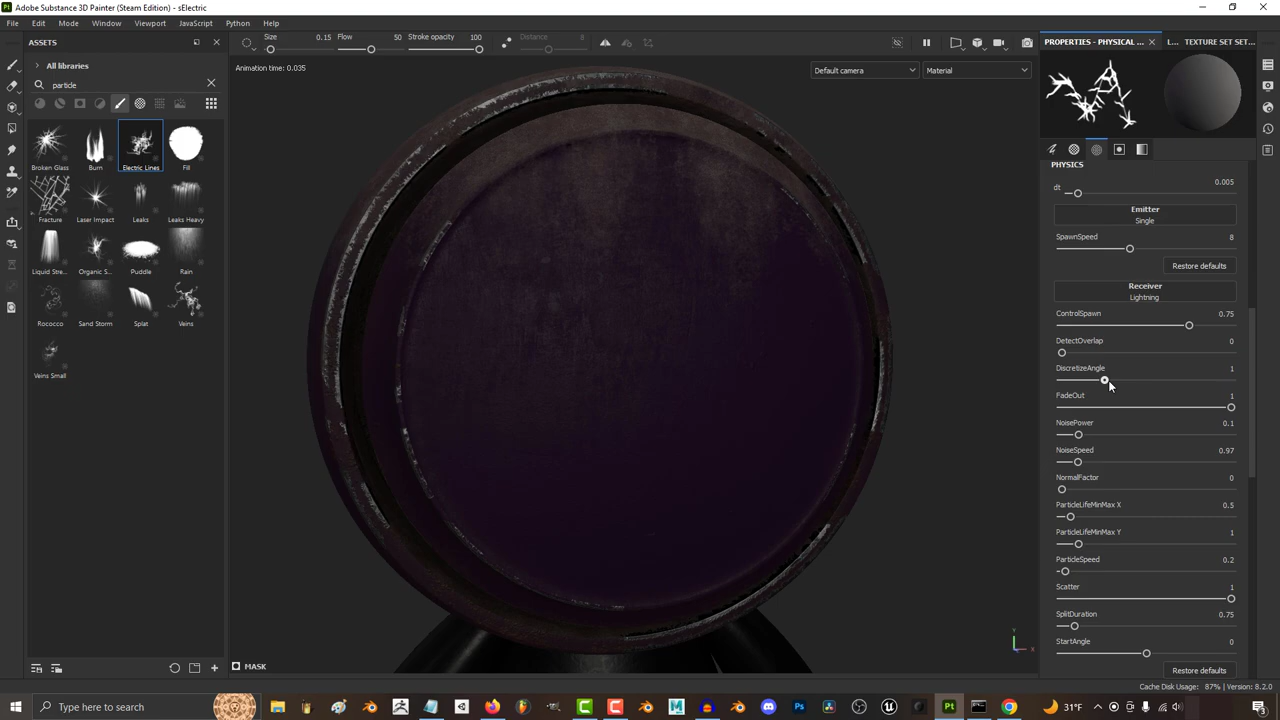 Adobe Substance 3D Painter (Steam Edition) - sElectric
File Edit Mode Window Viewport JavaScript Python Help
ASSETS
Size 0.15 Flow 50 Stroke opacity 100 Distance 8
PROPERTIES - PHYSICAL ... L... TEXTURE SET SET...
All libraries
particle
Animation time: 0.035
Default camera
Material
Broken Glass Burn Electric Lines Fill
Fracture Laser Impact Leaks Leaks Heavy
Liquid Stre... Organic S... Puddle Rain
Rococco Sand Storm Splat Veins
Veins Small
PHYSICS
dt 0.005
Emitter
Single
SpawnSpeed 8
Restore defaults
Receiver
Lightning
ControlSpawn 0.75
DetectOverlap 0
DiscretizeAngle 1
FadeOut 1
NoisePower 0.1
NoiseSpeed 0.97
NormalFactor 0
ParticleLifeMinMax X 0.5
ParticleLifeMinMax Y 1
ParticleSpeed 0.2
Scatter 1
SplitDuration 0.75
StartAngle 0
Restore defaults
Y
X
MASK
Cache Disk Usage: 87% | Version: 8.2.0
Type here to search
31°F